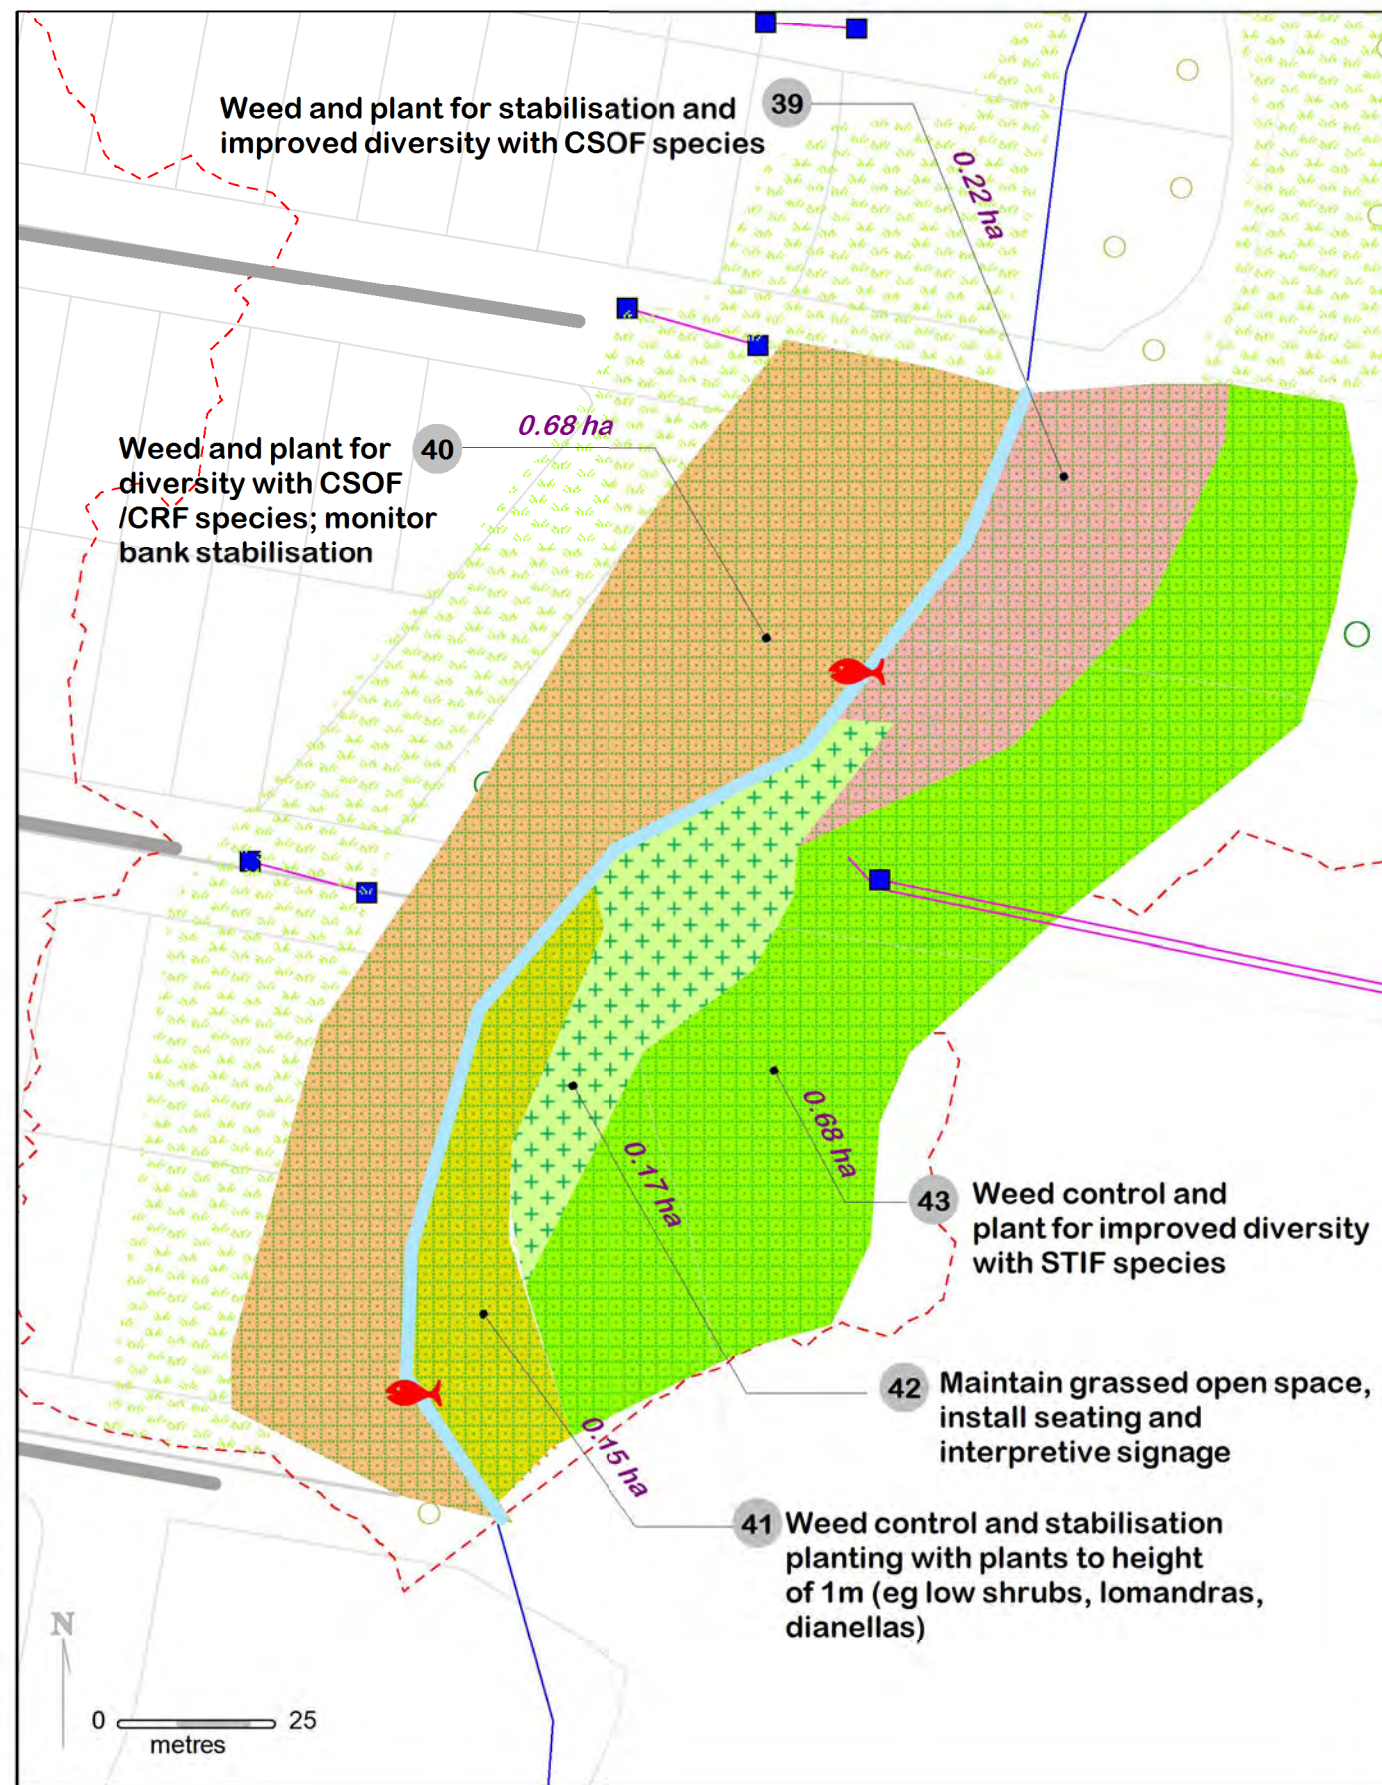 Weed and plant for stabilisation and
improved diversity with CSOF species
39
0.22 ha
0.68 ha
40
Weed and plant for
diversity with CSOF
/CRF species; monitor
bank stabilisation
0.68 ha
43
Weed control and
plant for improved diversity
with STIF species
0.17 ha
42
Maintain grassed open space,
install seating and
interpretive signage
0.15 ha
41
Weed control and stabilisation
planting with plants to height
of 1m (eg low shrubs, lomandras,
dianellas)
N
0 25
metres